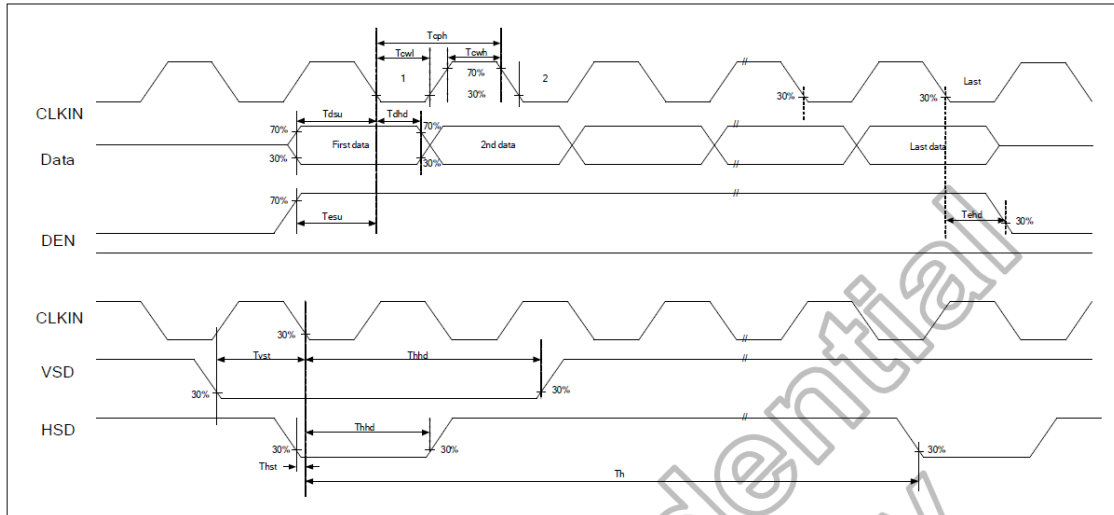 Tcph
Tcwl
Tcwh
1
70%
2
Last
30%
30%
30%
CLKIN
Tdsu
Tdhd
70%
70%
First data
2nd data
Last data
Data
30%
30%
70%
Tesu
Tehd
30%
DEN
CLKIN
30%
Tvst
Thhd
VSD
30%
30%
HSD
Thhd
30%
30%
30%
Thst
Th
dential
y